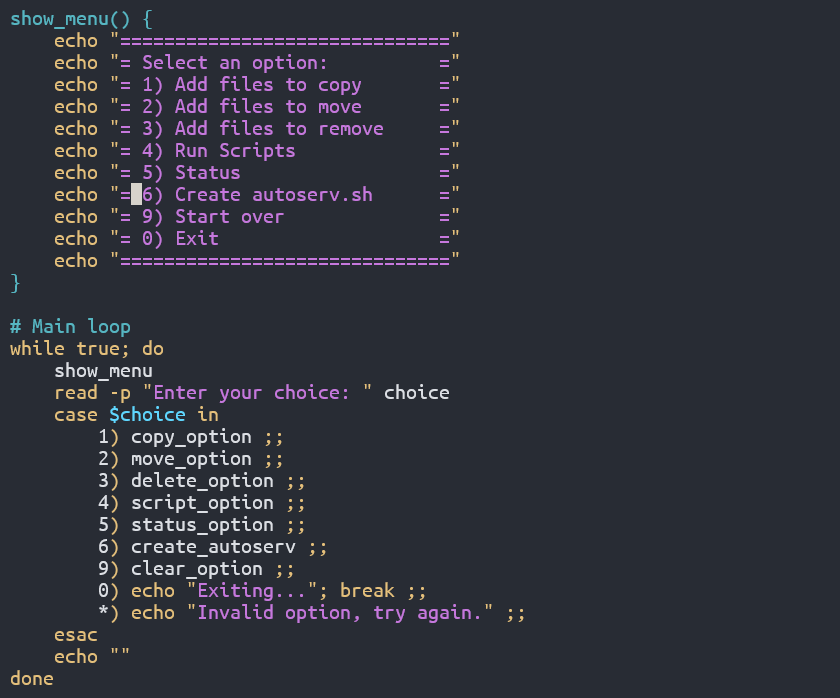 show_menu() {
    echo "=============================="
    echo "= Select an option:          ="
    echo "= 1) Add files to copy       ="
    echo "= 2) Add files to move       ="
    echo "= 3) Add files to remove     ="
    echo "= 4) Run Scripts             ="
    echo "= 5) Status                  ="
    echo "= 6) Create autoserv.sh      ="
    echo "= 9) Start over              ="
    echo "= 0) Exit                    ="
    echo "=============================="
}

# Main loop
while true; do
    show_menu
    read -p "Enter your choice: " choice
    case $choice in
        1) copy_option ;;
        2) move_option ;;
        3) delete_option ;;
        4) script_option ;;
        5) status_option ;;
        6) create_autoserv ;;
        9) clear_option ;;
        0) echo "Exiting..."; break ;;
        *) echo "Invalid option, try again." ;;
    esac
    echo ""
done